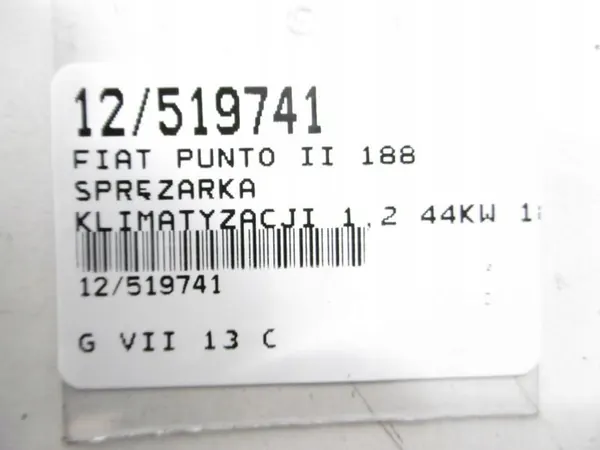 12/519741
FIAT PUNTO II 188
SPRĘZARKA
KLIMATYZACJI 1,2 44KW
12/519741
G VII 13 C